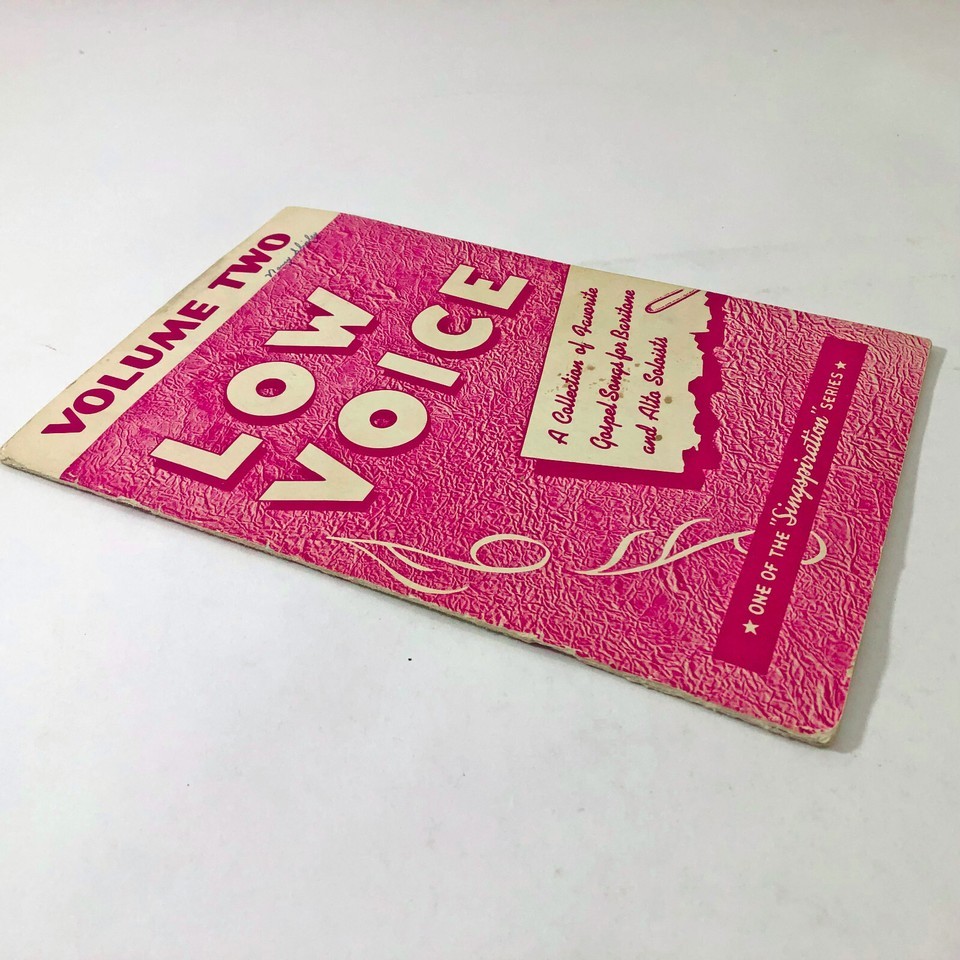 VOLUME TWO
LOW
VOICE
A Collection of Favorite
Gospel Songs for Baritone
and Alto Soloists
★ ONE OF THE "Singspiration" SERIES ★